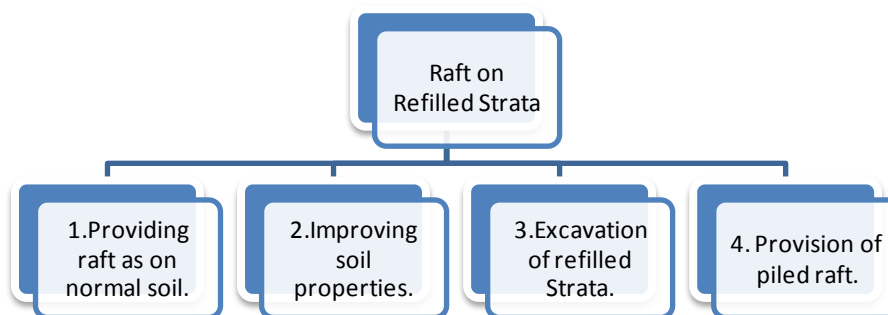 Raft on
Refilled Strata
1.Providing
raft as on
normal soil.
2.Improving
soil
properties.
3.Excavation
of refilled
Strata.
4. Provision of
piled raft.